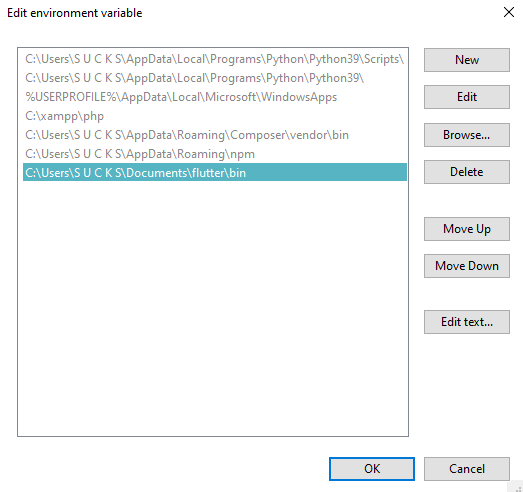 Edit environment variable
C:\Users\S U C K S\AppData\Local\Programs\Python\Python39\Scripts\
C:\Users\S U C K S\AppData\Local\Programs\Python\Python39\
%USERPROFILE%\AppData\Local\Microsoft\WindowsApps
C:\xampp\php
C:\Users\S U C K S\AppData\Roaming\Composer\vendor\bin
C:\Users\S U C K S\AppData\Roaming\npm
C:\Users\S U C K S\Documents\flutter\bin
New
Edit
Browse...
Delete
Move Up
Move Down
Edit text...
OK
Cancel